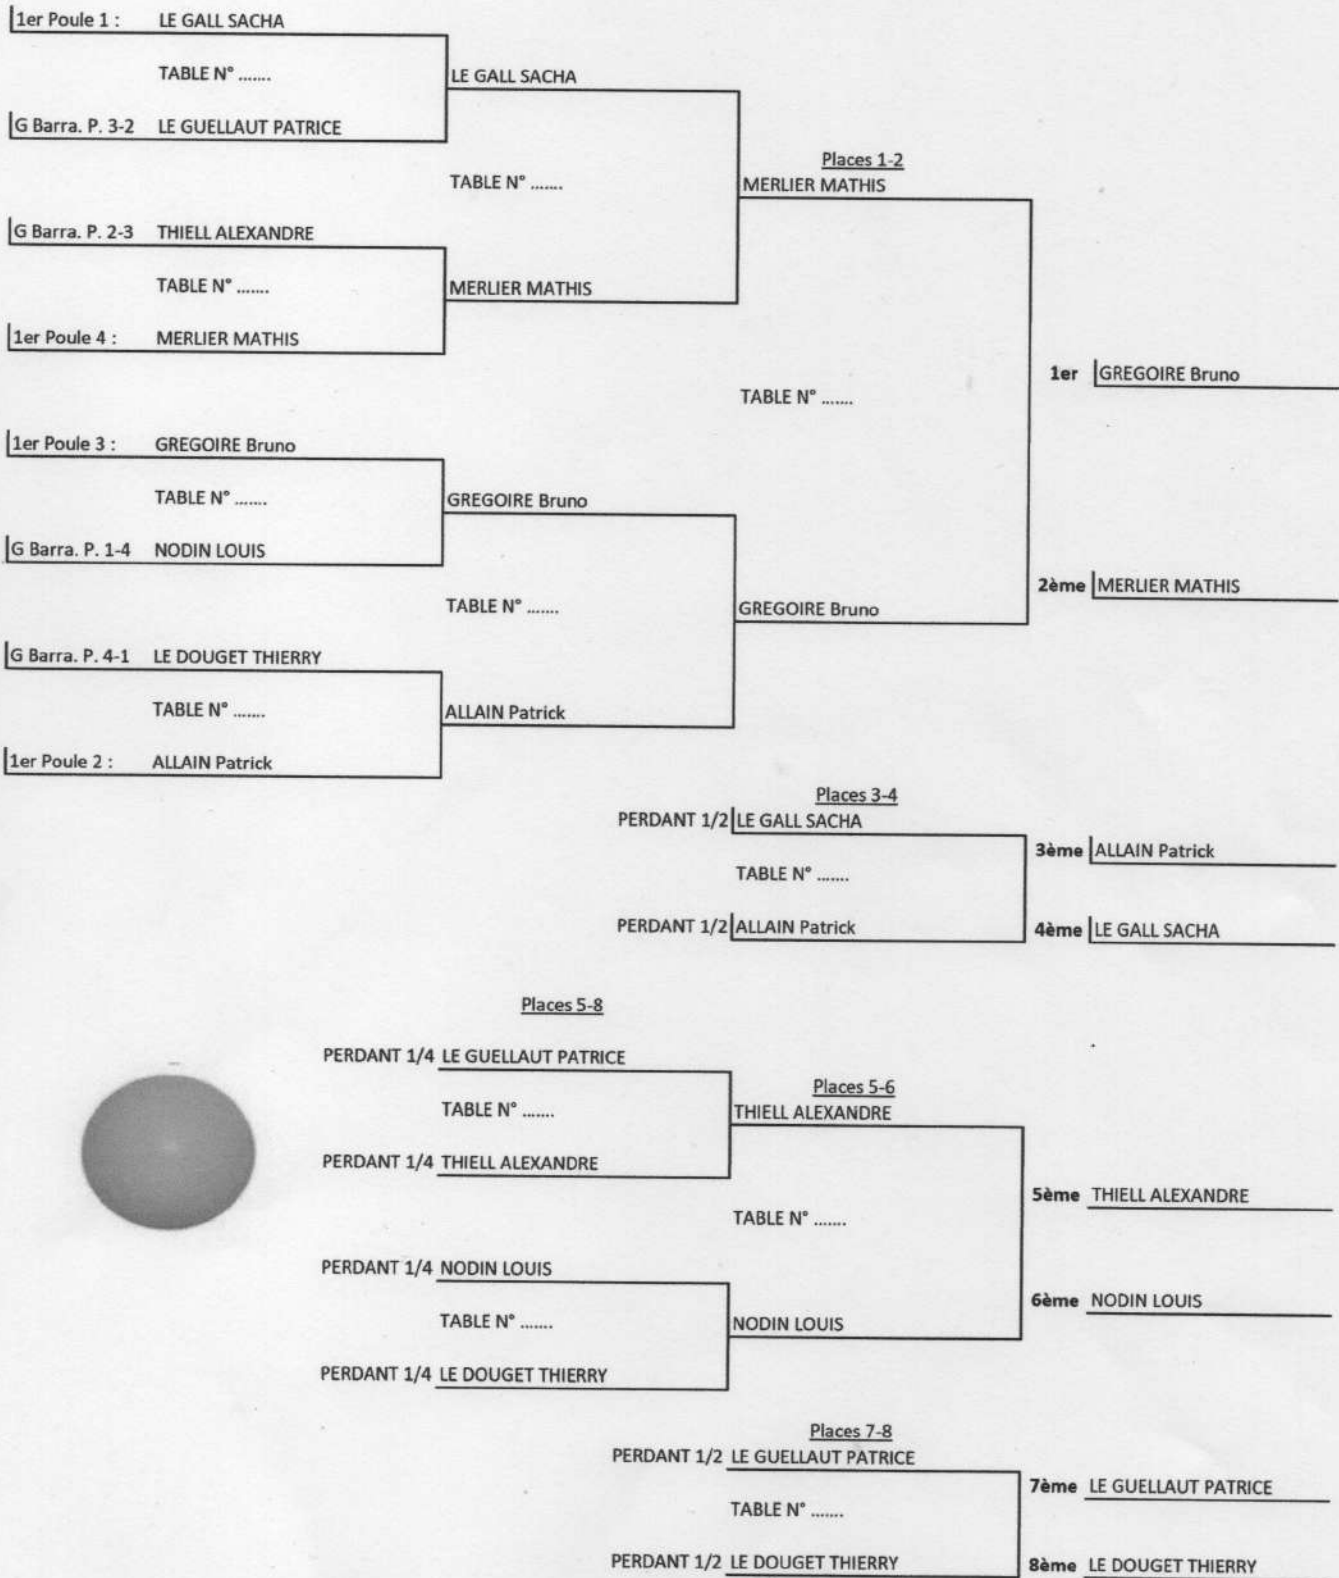 1er Poule 1 : LE GALL SACHA
TABLE N° .......
LE GALL SACHA
G Barra. P. 3-2 LE GUELLAUT PATRICE
Places 1-2
TABLE N° .......
MERLIER MATHIS
G Barra. P. 2-3 THIELL ALEXANDRE
TABLE N° .......
MERLIER MATHIS
1er Poule 4 : MERLIER MATHIS
1er GREGOIRE Bruno
TABLE N° .......
1er Poule 3 : GREGOIRE Bruno
TABLE N° .......
GREGOIRE Bruno
G Barra. P. 1-4 NODIN LOUIS
2ème MERLIER MATHIS
TABLE N° .......
GREGOIRE Bruno
G Barra. P. 4-1 LE DOUGET THIERRY
TABLE N° .......
ALLAIN Patrick
1er Poule 2 : ALLAIN Patrick
Places 3-4
PERDANT 1/2 LE GALL SACHA
3ème ALLAIN Patrick
TABLE N° .......
PERDANT 1/2 ALLAIN Patrick
4ème LE GALL SACHA
Places 5-8
PERDANT 1/4 LE GUELLAUT PATRICE
Places 5-6
TABLE N° .......
THIELL ALEXANDRE
PERDANT 1/4 THIELL ALEXANDRE
5ème THIELL ALEXANDRE
TABLE N° .......
PERDANT 1/4 NODIN LOUIS
6ème NODIN LOUIS
TABLE N° .......
NODIN LOUIS
PERDANT 1/4 LE DOUGET THIERRY
Places 7-8
PERDANT 1/2 LE GUELLAUT PATRICE
7ème LE GUELLAUT PATRICE
TABLE N° .......
PERDANT 1/2 LE DOUGET THIERRY
8ème LE DOUGET THIERRY